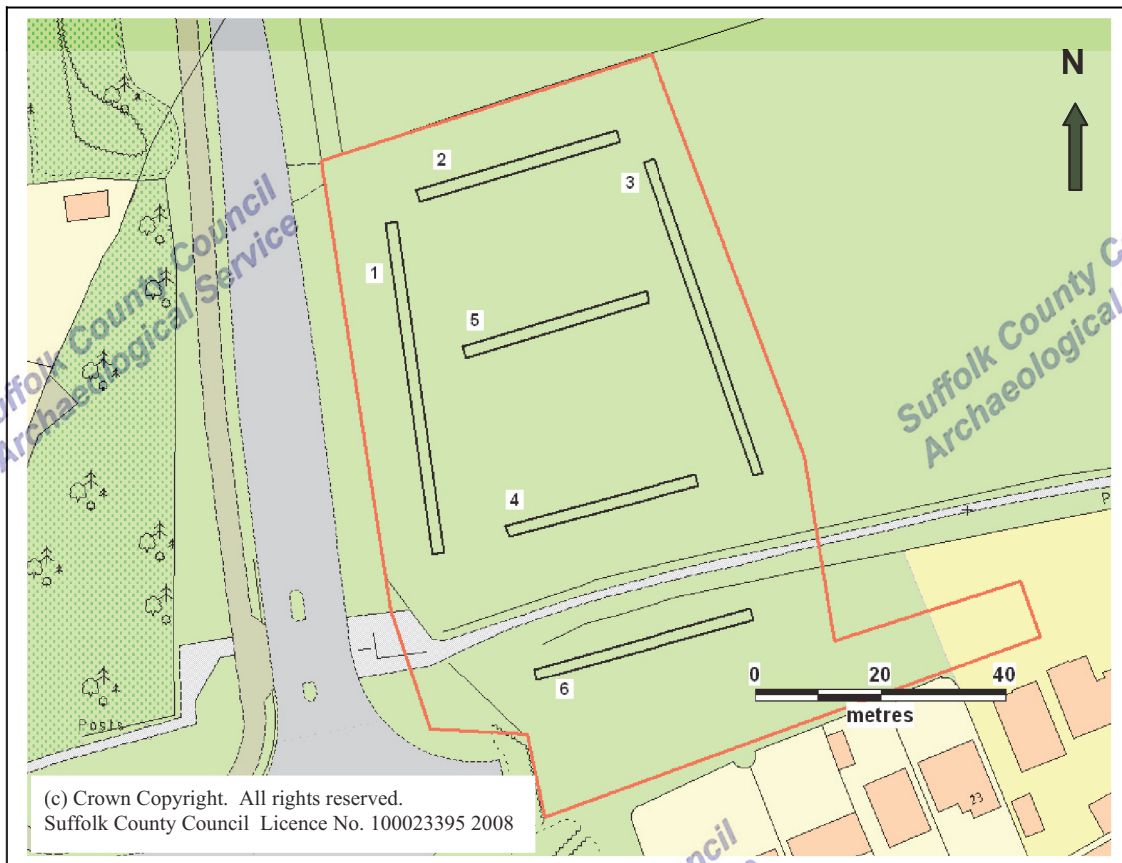 N
2
3
1
Suffolk County Council
Archaeological Service
5
Suffolk County Co
Archaeological
4
P
6
0 20 40
metres
Posts
23
(c) Crown Copyright. All rights reserved.
Suffolk County Council Licence No. 100023395 2008